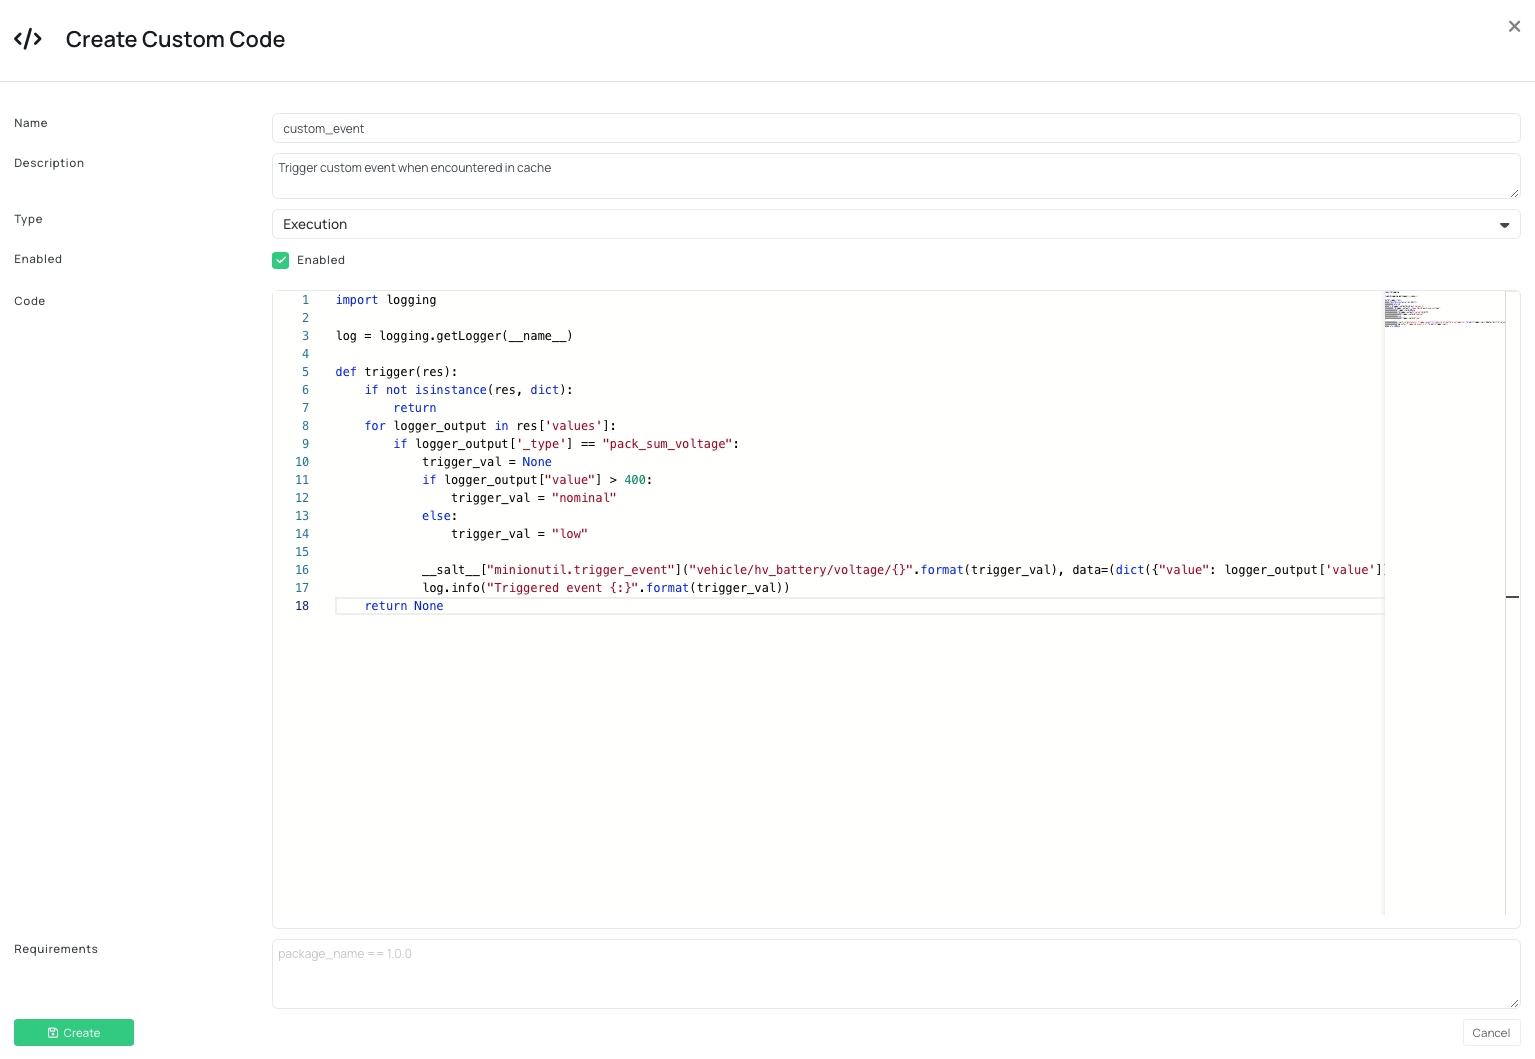 Create Custom Code
Name
custom_event
Description
Trigger custom event when encountered in cache
Type
Execution
Enabled
Enabled
Code
1 import logging
2
3 log = logging.getLogger(__name__)
4
5 def trigger(res):
6     if not isinstance(res, dict):
7         return
8     for logger_output in res['values']:
9         if logger_output['_type'] == "pack_sum_voltage":
10             trigger_val = None
11             if logger_output["value"] > 400:
12                 trigger_val = "nominal"
13             else:
14                 trigger_val = "low"
15
16             __salt__["minionutil.trigger_event"]("vehicle/hv_battery/voltage/{}".format(trigger_val), data=(dict({"value": logger_output['value']
17             log.info("Triggered event {:}".format(trigger_val))
18     return None
Requirements
package_name == 1.0.0
Create
Cancel